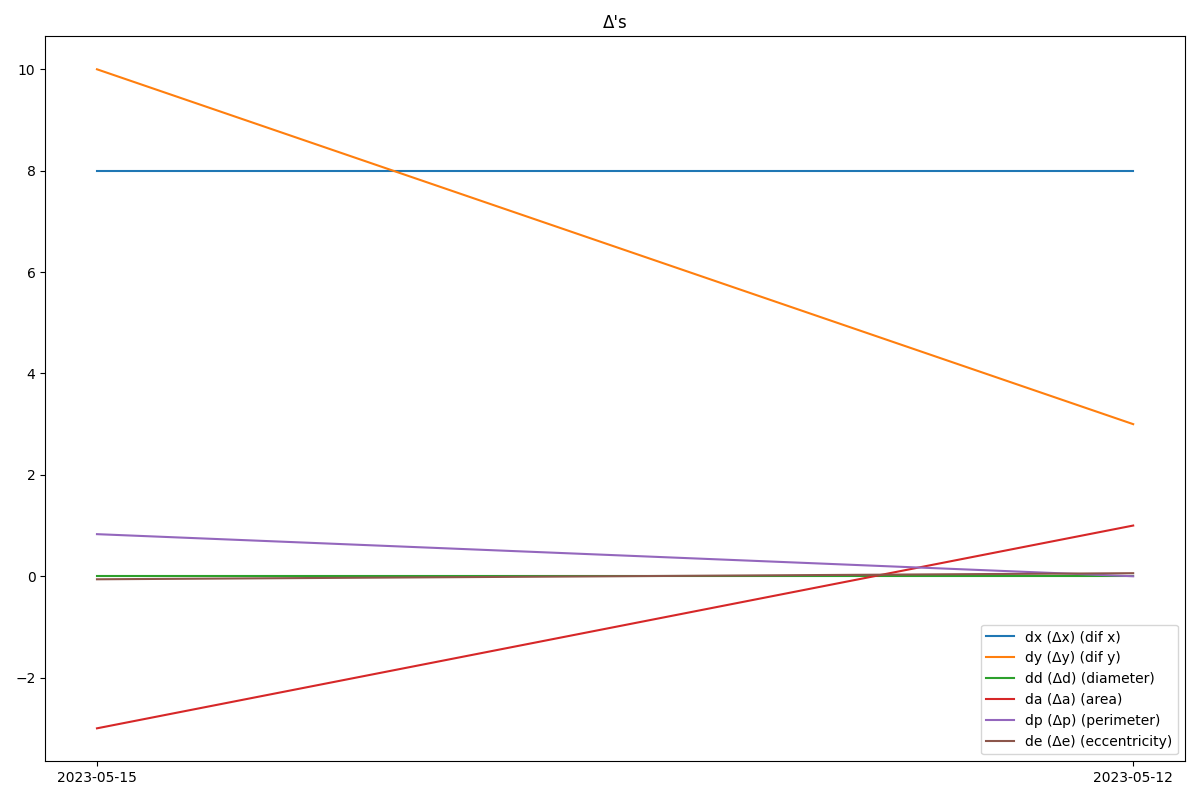 Δ's
10
8
6
4
2
0
−2
2023-05-15
2023-05-12
dx (Δx) (dif x)
dy (Δy) (dif y)
dd (Δd) (diameter)
da (Δa) (area)
dp (Δp) (perimeter)
de (Δe) (eccentricity)